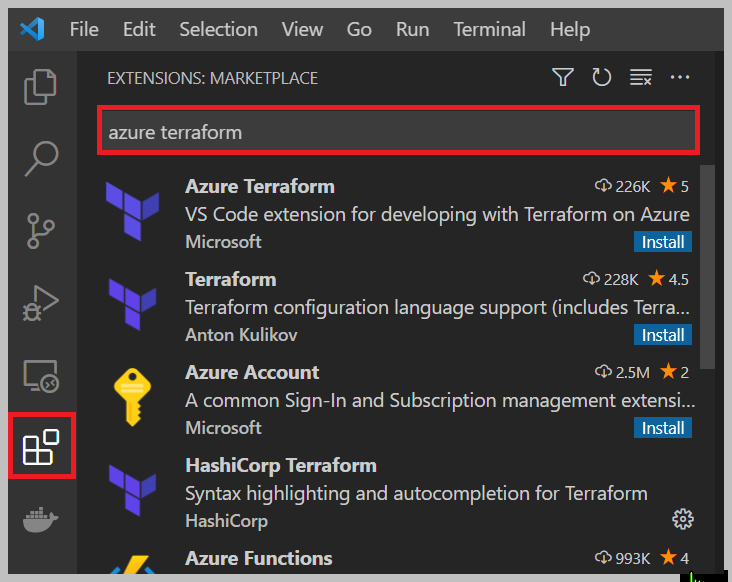 File Edit Selection View Go Run Terminal Help
EXTENSIONS: MARKETPLACE
azure terraform
Azure Terraform 226K 5
VS Code extension for developing with Terraform on Azure
Microsoft Install
Terraform 228K 4.5
Terraform configuration language support (includes Terra...
Anton Kulikov Install
Azure Account 2.5M 2
A common Sign-In and Subscription management extensi...
Microsoft Install
HashiCorp Terraform
Syntax highlighting and autocompletion for Terraform
HashiCorp
Azure Functions 993K 4